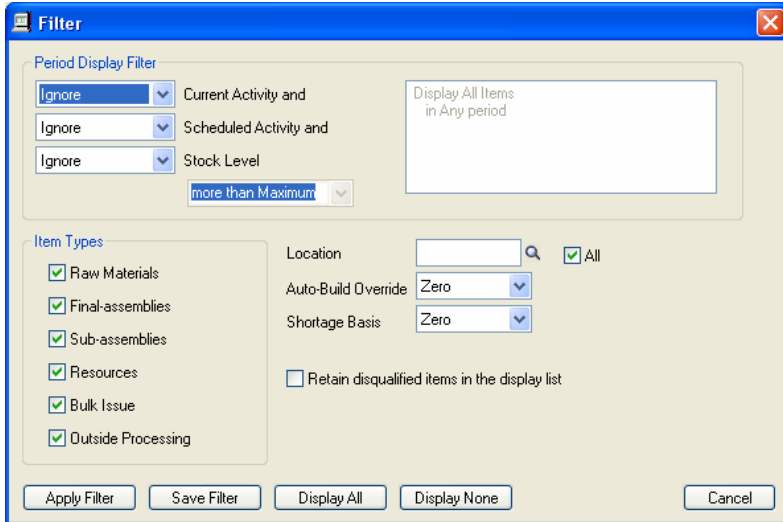 Filter
Period Display Filter
Ignore Current Activity and
Ignore Scheduled Activity and
Ignore Stock Level
more than Maximum
Display All Items
in Any period
Item Types
Raw Materials
Final-assemblies
Sub-assemblies
Resources
Bulk Issue
Outside Processing
Location All
Auto-Build Override Zero
Shortage Basis Zero
Retain disqualified items in the display list
Apply Filter Save Filter Display All Display None Cancel